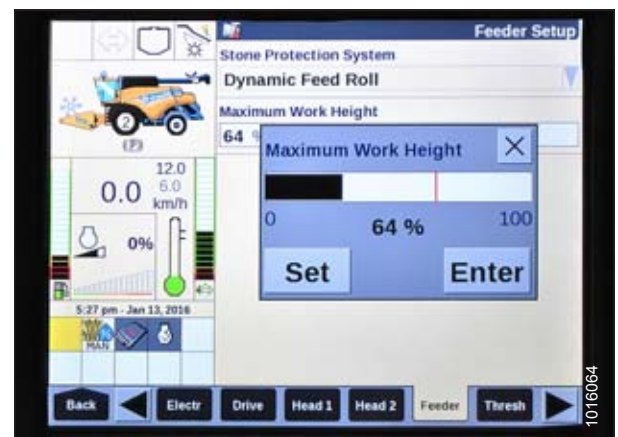 Feeder Setup
Stone Protection System
Dynamic Feed Roll
Maximum Work Height
64 %
Maximum Work Height
0
64 %
100
Set
Enter
2
(P)
0.0
12.0
6.0
km/h
0%
5:27 pm - Jan 13, 2016
MAN
Back
Electr
Drive
Head 1
Head 2
Feeder
Thresh
1016064